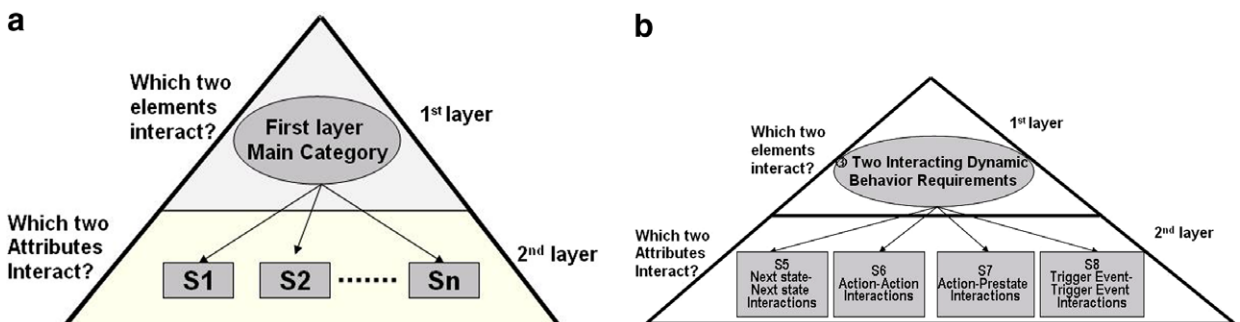 a
Which two
elements
interact?
1st layer
First layer
Main Category
Which two
Attributes
Interact?
2nd layer
S1
S2
Sn
b
Which two
elements
interact?
1st layer
③ Two Interacting Dynamic
Behavior Requirements
Which two
Attributes
Interact?
2nd layer
S5
Next state-
Next state
Interactions
S6
Action-Action
Interactions
S7
Action-Prestate
Interactions
S8
Trigger Event-
Trigger Event
Interactions